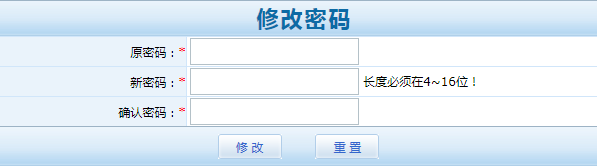 修改密码
原密码：*
新密码：* 长度必须在4~16位！
确认密码：*
修 改 重 置